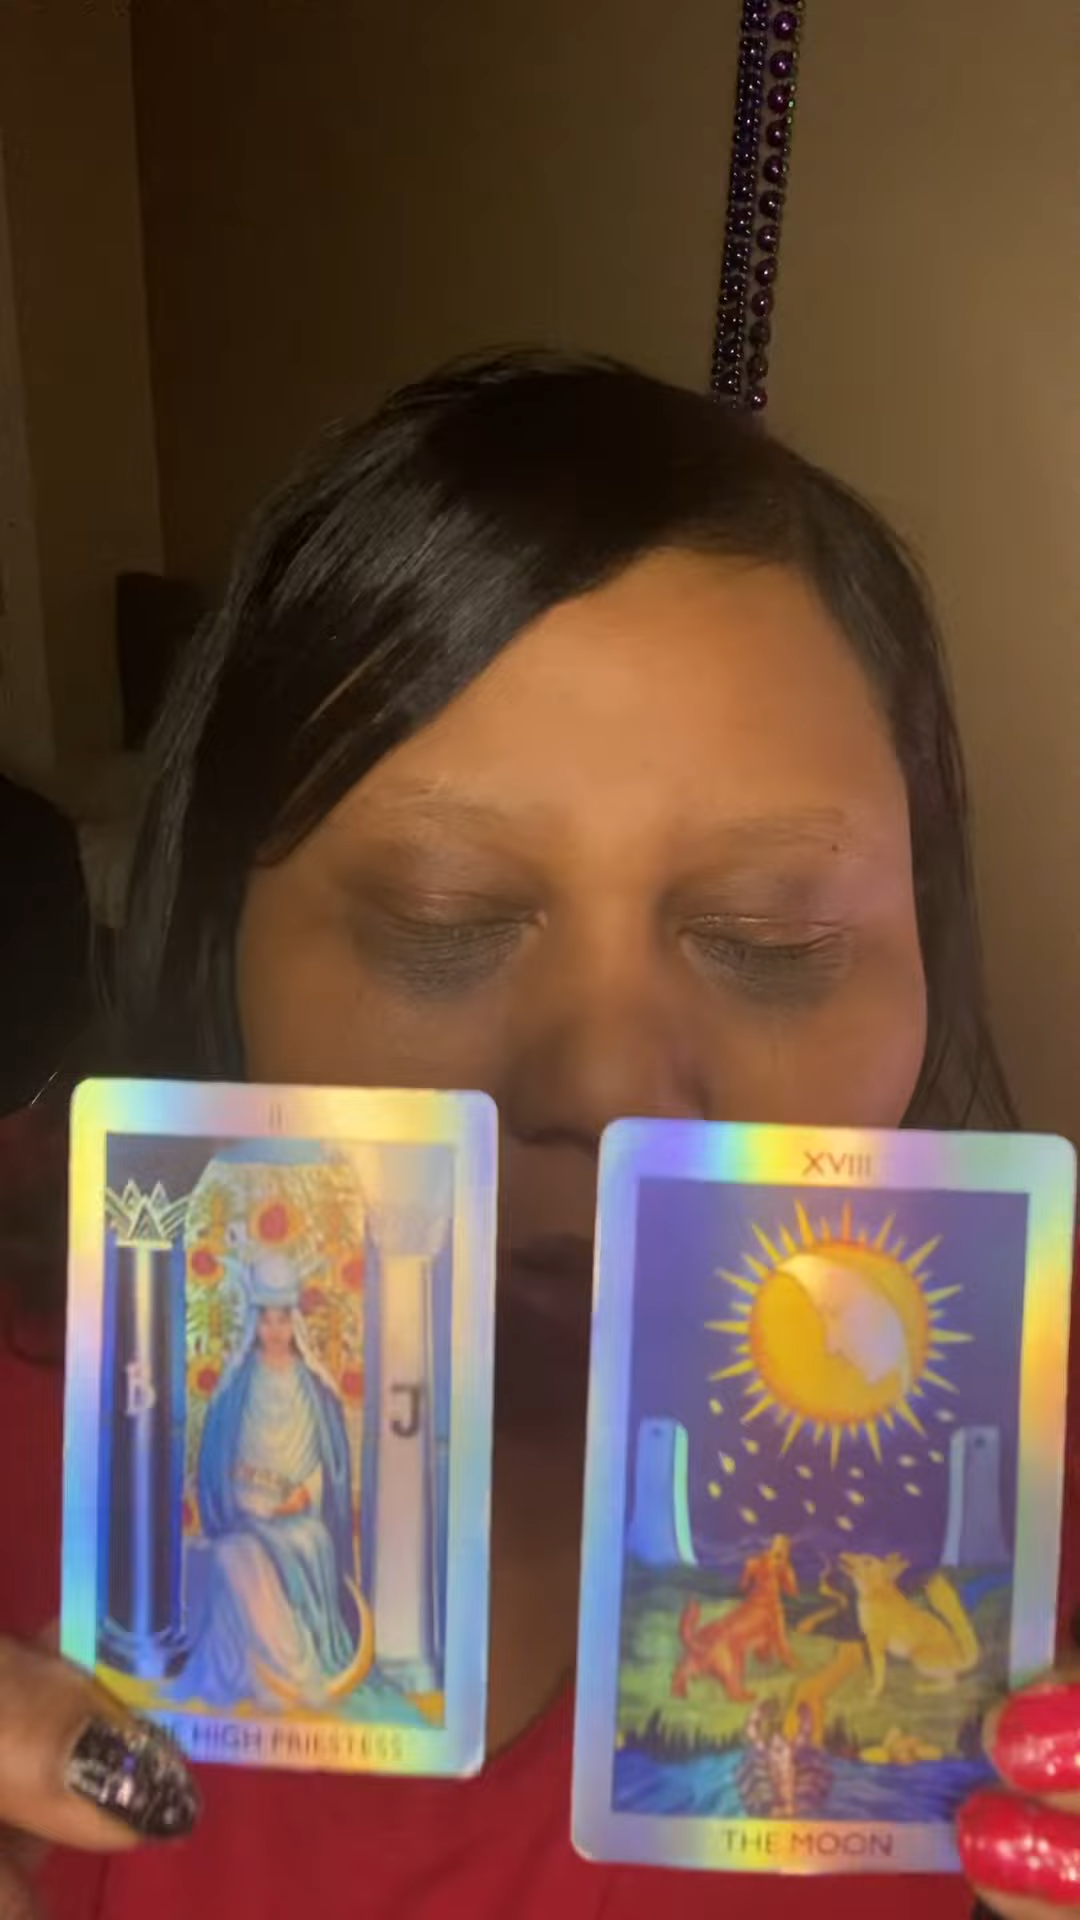 II
B
J
THE HIGH PRIESTESS
XVIII
THE MOON